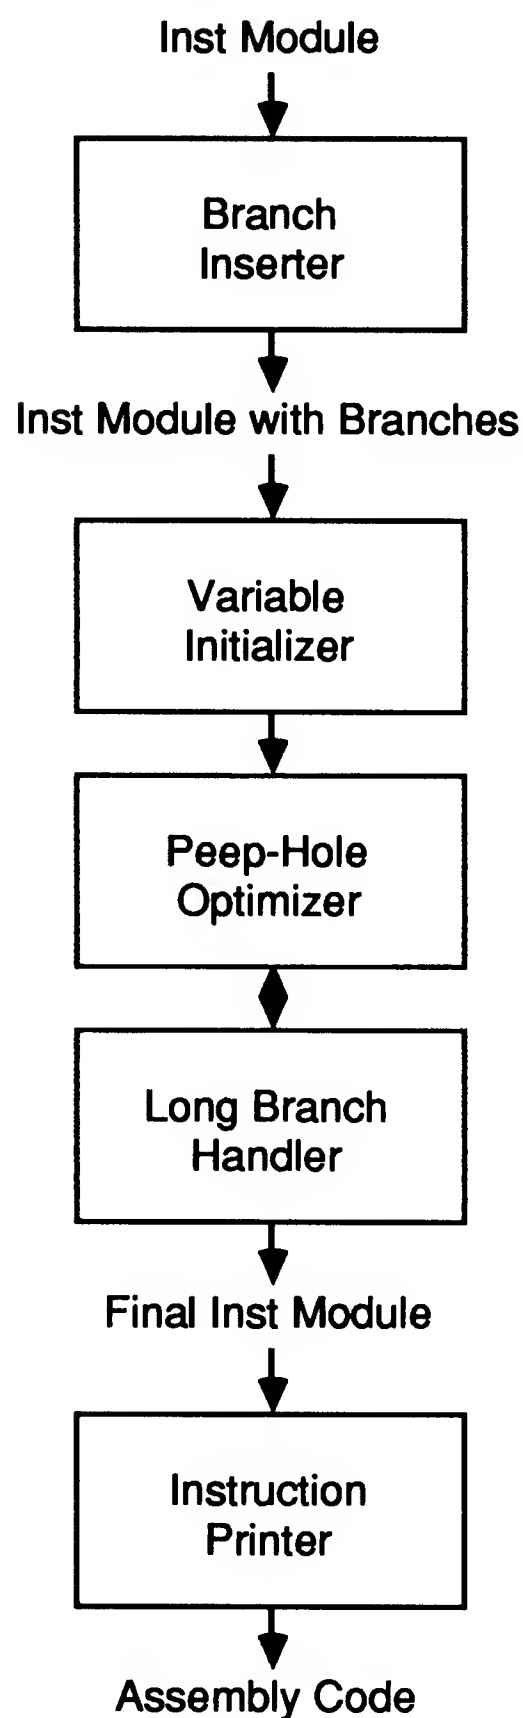 Inst Module
Branch
Inserter
Inst Module with Branches
Variable
Initializer
Peep-Hole
Optimizer
Long Branch
Handler
Final Inst Module
Instruction
Printer
Assembly Code